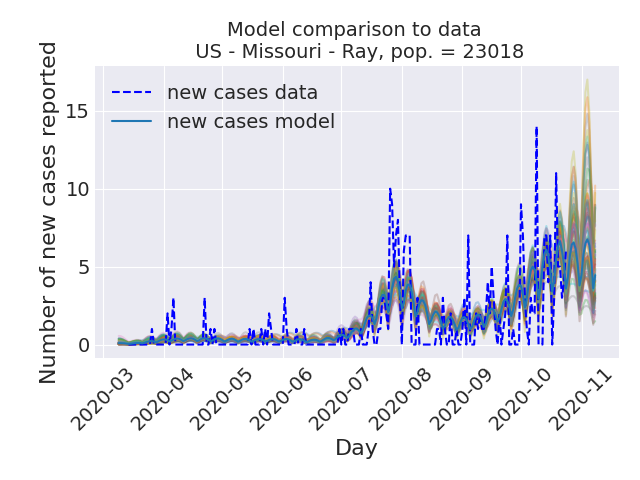 Model comparison to data
US - Missouri - Ray, pop. = 23018
Number of new cases reported
15
10
5
0
new cases data
new cases model
2020-03
2020-04
2020-05
2020-06
2020-07
2020-08
2020-09
2020-10
2020-11
Day